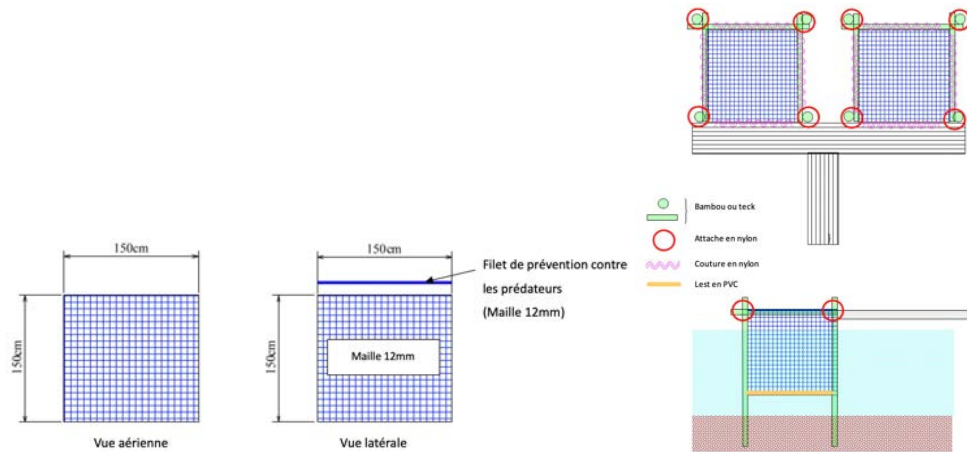 150cm
150cm
Vue aérienne
150cm
150cm
Maille 12mm
Vue latérale
Filet de prévention contre
les prédateurs
(Maille 12mm)
Bambou ou teck
Attache en nylon
Couture en nylon
Lest en PVC